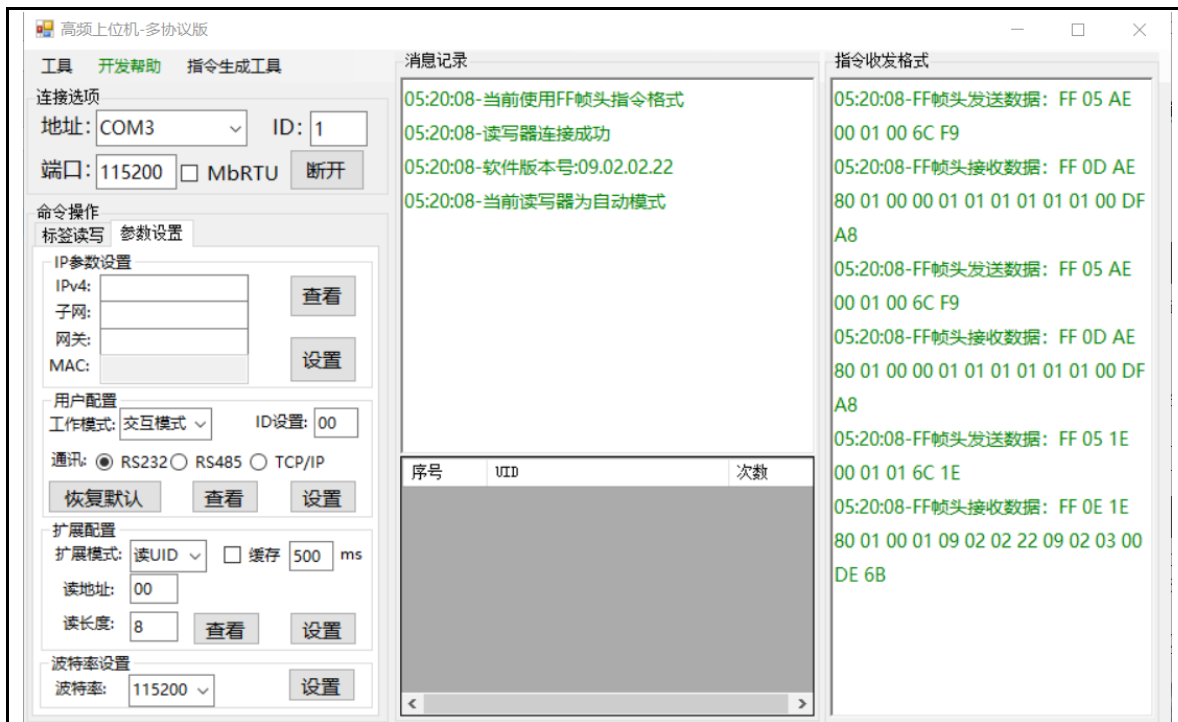 高频上位机-多协议版
工具 开发帮助 指令生成工具
连接选项
地址: COM3 ID: 1
端口: 115200 MbRTU 断开
命令操作
标签读写 参数设置
IP参数设置
IPv4:
子网:
查看
网关:
MAC:
设置
用户配置
工作模式: 交互模式 ID设置: 00
通讯: RS232 RS485 TCP/IP
恢复默认 查看 设置
扩展配置
扩展模式: 读UID 缓存 500 ms
读地址: 00
读长度: 8 查看 设置
波特率设置
波特率: 115200 设置
消息记录
05:20:08-当前使用FF帧头指令格式
05:20:08-读写器连接成功
05:20:08-软件版本号:09.02.02.22
05:20:08-当前读写器为自动模式
序号 UID 次数
指令收发格式
05:20:08-FF帧头发送数据: FF 05 AE
00 01 00 6C F9
05:20:08-FF帧头接收数据: FF 0D AE
80 01 00 00 01 01 01 01 01 01 00 DF
A8
05:20:08-FF帧头发送数据: FF 05 AE
00 01 00 6C F9
05:20:08-FF帧头接收数据: FF 0D AE
80 01 00 00 01 01 01 01 01 01 00 DF
A8
05:20:08-FF帧头发送数据: FF 05 1E
00 01 01 6C 1E
05:20:08-FF帧头接收数据: FF 0E 1E
80 01 00 01 09 02 02 22 09 02 03 00
DE 6B